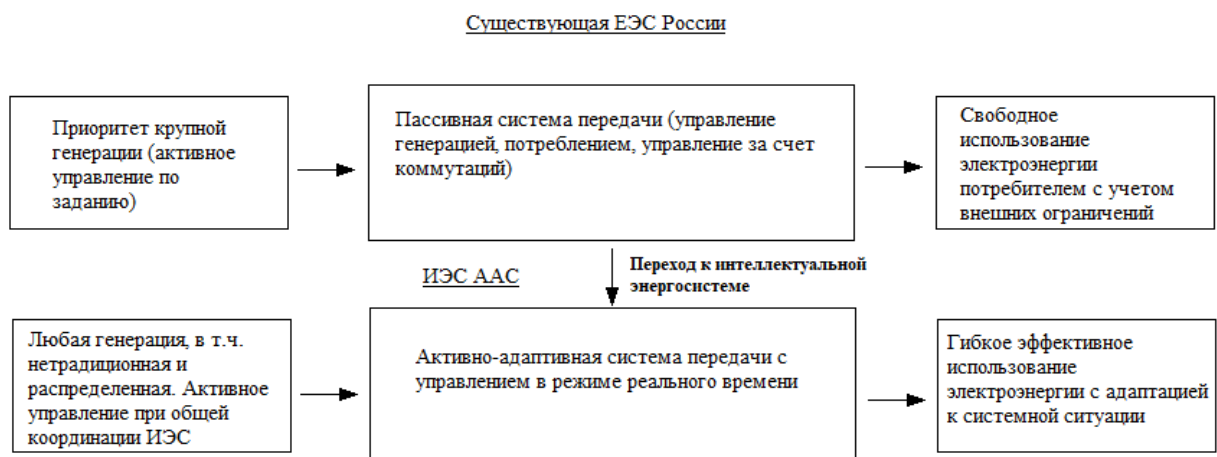 Существующая ЕЭС России
Приоритет крупной
генерации (активное
управление по
заданию)
Пассивная система передачи (управление
генерацией, потреблением, управление за счет
коммутаций)
Свободное
использование
электроэнергии
потребителем с учетом
внешних ограничений
ИЭС ААС
Переход к интеллектуальной
энергосистеме
Любая генерация, в т.ч.
нетрадиционная и
распределенная. Активное
управление при общей
координации ИЭС
Активно-адаптивная система передачи с
управлением в режиме реального времени
Гибкое эффективное
использование
электроэнергии с адаптацией
к системной ситуации